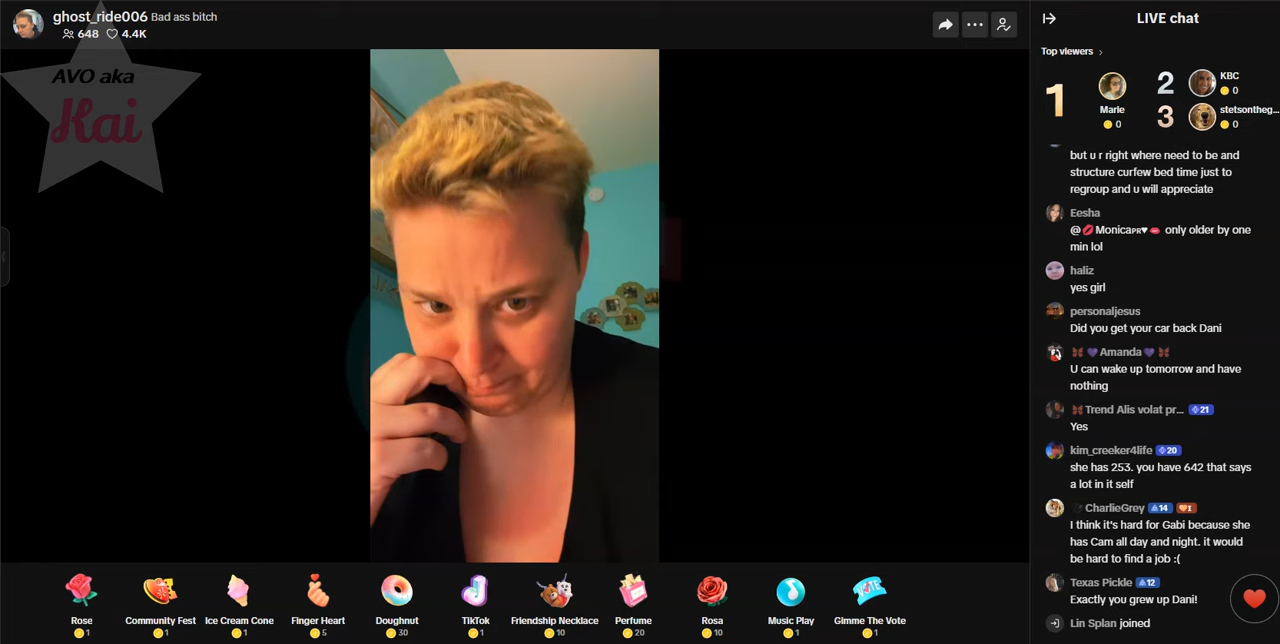 ghost_ride006 Bad ass bitch
648 4.4K
AVO aka
Kai
LIVE chat
Top viewers
1
Marie
0
2
KBC
0
3
stetsontheg...
0
but u r right where need to be and
structure curfew bed time just to
regroup and u will appreciate
Eesha
@💋Monicaᴘʀ♥👄 only older by one
min lol
haliz
yes girl
personaljesus
Did you get your car back Dani
🦋💜Amanda💜🦋
U can wake up tomorrow and have
nothing
🦋Trend Alis volat pr... 21
Yes
kim_creeker4life 20
she has 253. you have 642 that says
a lot in it self
CharlieGrey 14 I
I think it's hard for Gabi because she
has Cam all day and night. it would
be hard to find a job :(
Texas Pickle 12
Exactly you grew up Dani!
Lin Splan joined
Rose
1
Community Fest
1
Ice Cream Cone
1
Finger Heart
5
Doughnut
30
TikTok
1
Friendship Necklace
10
Perfume
20
Rosa
10
Music Play
1
VOTE
Gimme The Vote
1